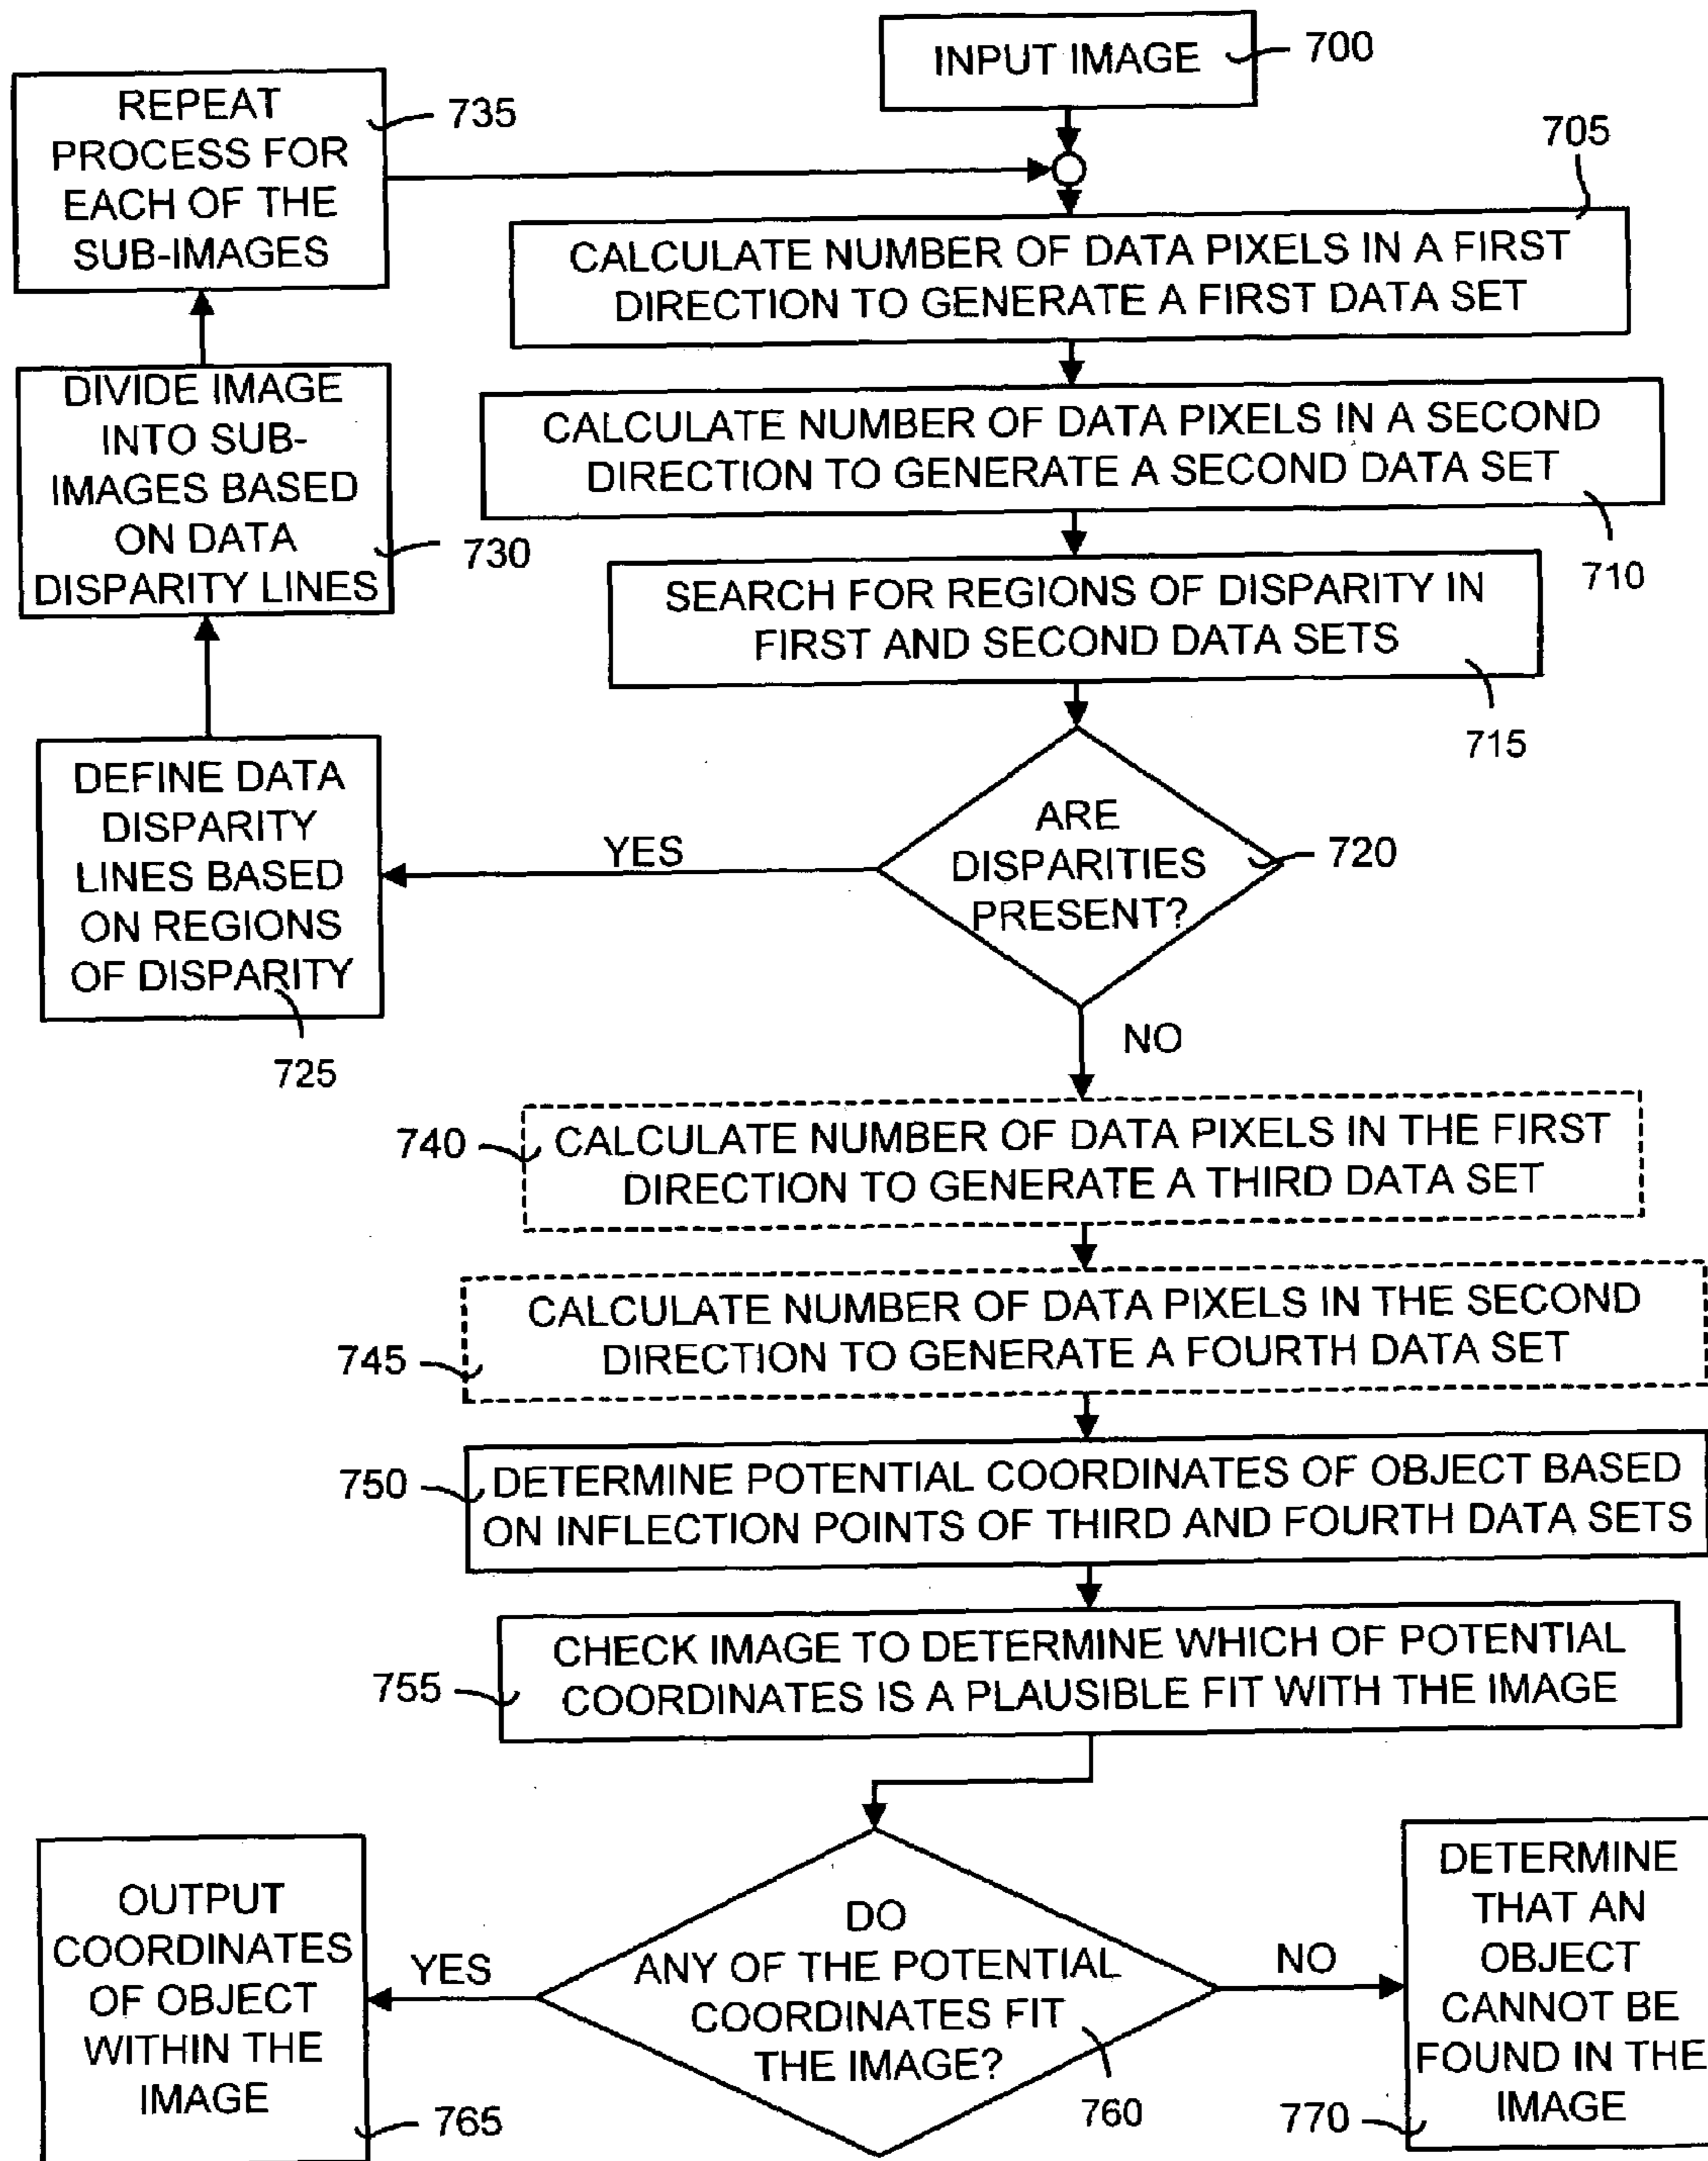 INPUT IMAGE
700
REPEAT
PROCESS FOR
EACH OF THE
SUB-IMAGES
735
705
CALCULATE NUMBER OF DATA PIXELS IN A FIRST
DIRECTION TO GENERATE A FIRST DATA SET
DIVIDE IMAGE
INTO SUB-
IMAGES BASED
ON DATA
DISPARITY LINES
730
CALCULATE NUMBER OF DATA PIXELS IN A SECOND
DIRECTION TO GENERATE A SECOND DATA SET
710
SEARCH FOR REGIONS OF DISPARITY IN
FIRST AND SECOND DATA SETS
715
ARE
DISPARITIES
PRESENT?
720
YES
DEFINE DATA
DISPARITY
LINES BASED
ON REGIONS
OF DISPARITY
725
NO
740
CALCULATE NUMBER OF DATA PIXELS IN THE FIRST
DIRECTION TO GENERATE A THIRD DATA SET
745
CALCULATE NUMBER OF DATA PIXELS IN THE SECOND
DIRECTION TO GENERATE A FOURTH DATA SET
750
DETERMINE POTENTIAL COORDINATES OF OBJECT BASED
ON INFLECTION POINTS OF THIRD AND FOURTH DATA SETS
755
CHECK IMAGE TO DETERMINE WHICH OF POTENTIAL
COORDINATES IS A PLAUSIBLE FIT WITH THE IMAGE
DO
ANY OF THE POTENTIAL
COORDINATES FIT
THE IMAGE?
760
YES
OUTPUT
COORDINATES
OF OBJECT
WITHIN THE
IMAGE
765
NO
DETERMINE
THAT AN
OBJECT
CANNOT BE
FOUND IN THE
IMAGE
770